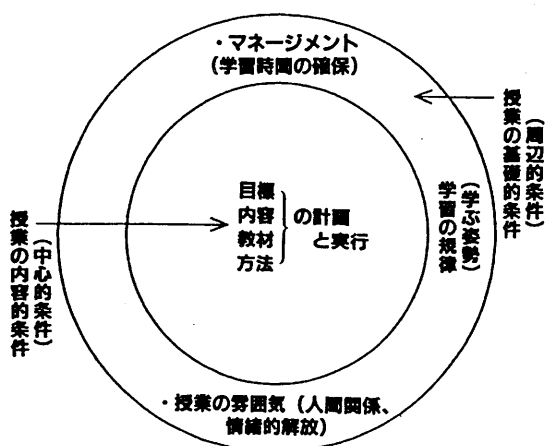 ・マネージメント
(学習時間の確保)
授業の基礎的条件
(周辺的条件)
学習の規律
(学ぶ姿勢)
目標
内容
教材
方法
の計画
と実行
授業の内容的条件
(中心的条件)
・授業の雰囲気(人間関係、
情緒的解放)